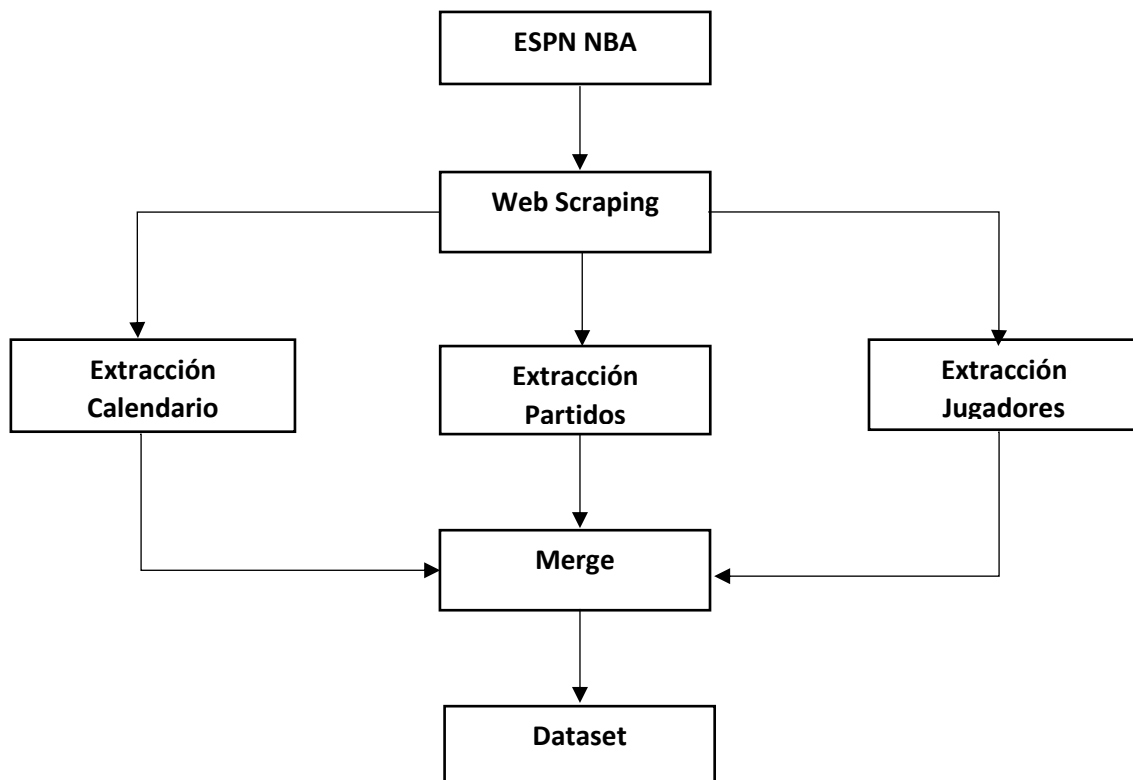 ESPN NBA
Web Scraping
Extracción
Calendario
Extracción
Partidos
Extracción
Jugadores
Merge
Dataset